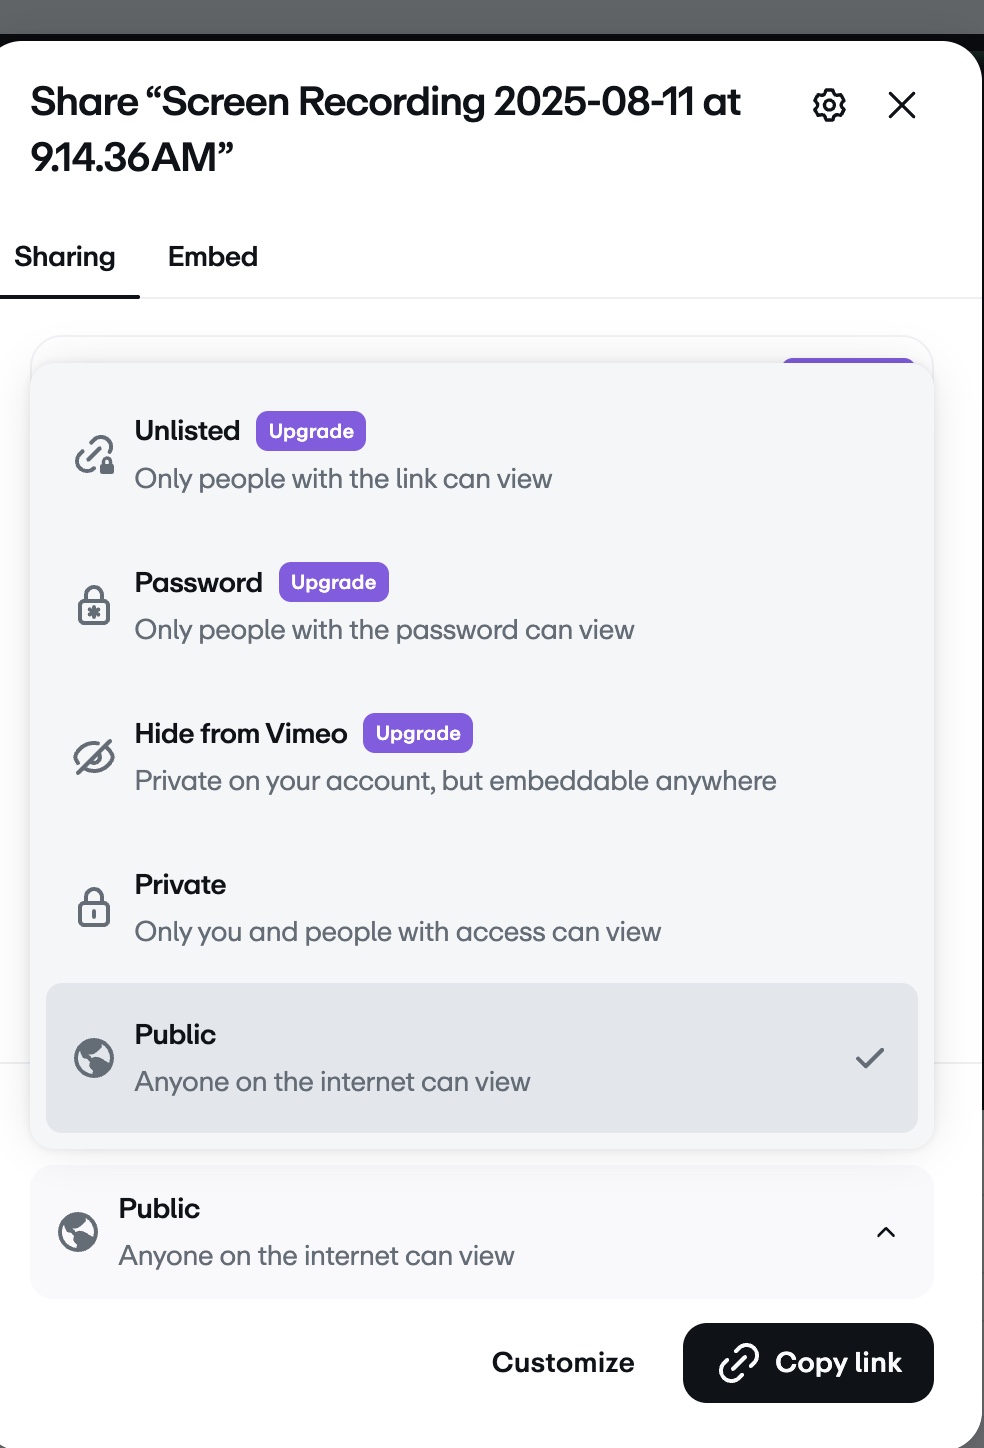 Share “Screen Recording 2025-08-11 at
9.14.36 AM”
Sharing Embed
Unlisted Upgrade
Only people with the link can view
Password Upgrade
Only people with the password can view
Hide from Vimeo Upgrade
Private on your account, but embeddable anywhere
Private
Only you and people with access can view
Public
Anyone on the internet can view
Public
Anyone on the internet can view
Customize Copy link